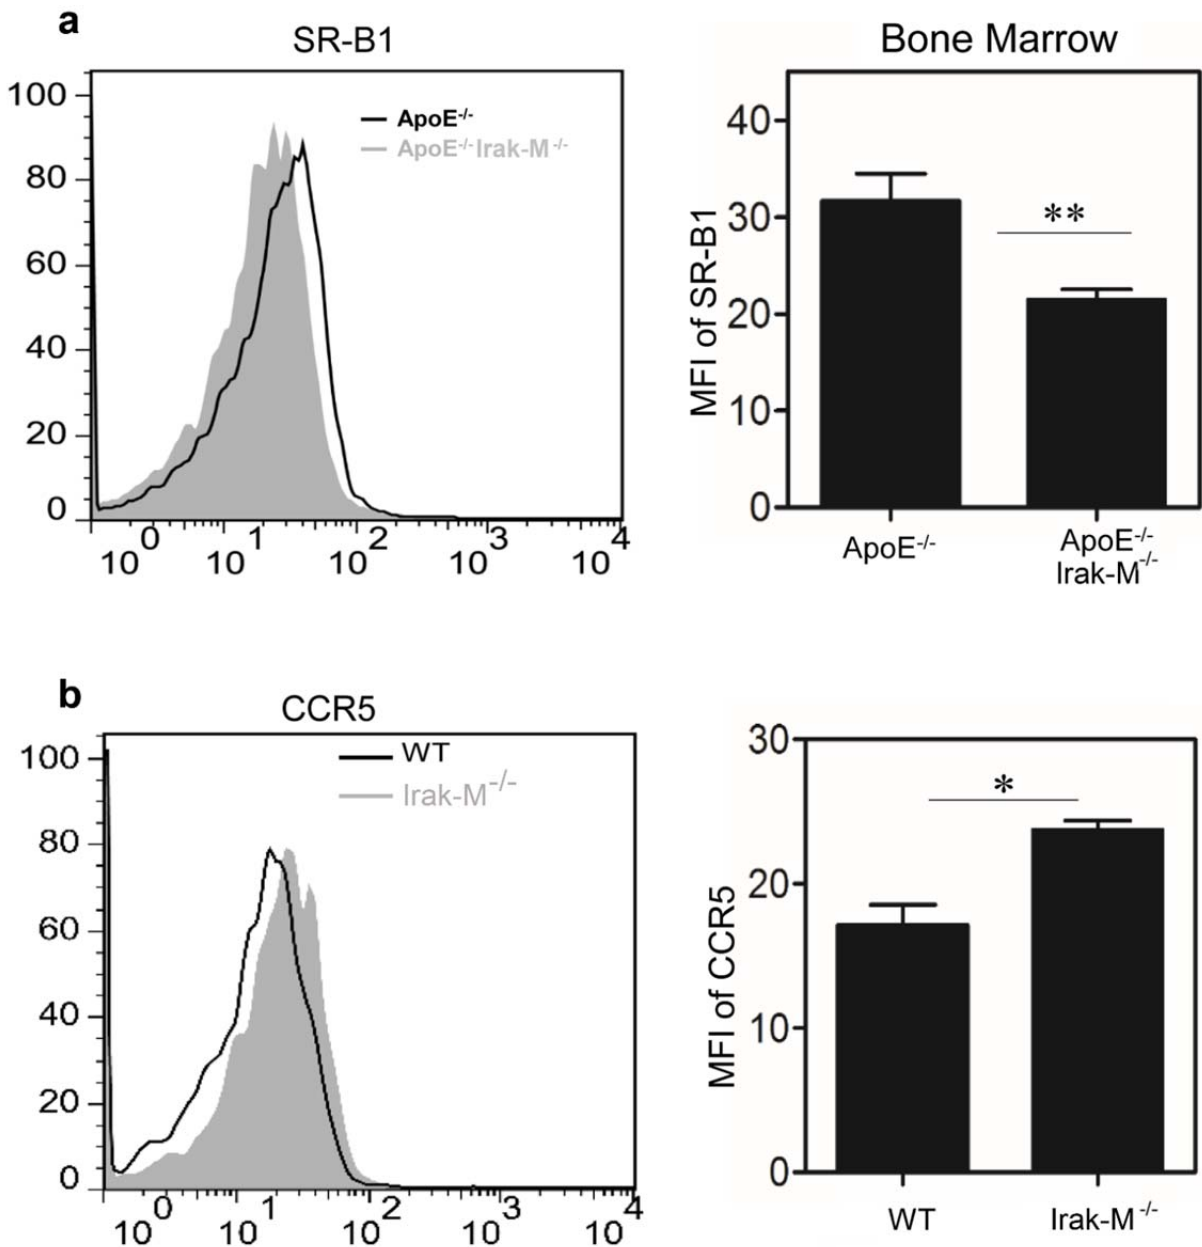 a
SR-B1
100
80
60
40
20
0
ApoE-/-
ApoE-/- Irak-M-/-
10^0 10^1 10^2 10^3 10^4
Bone Marrow
MFI of SR-B1
40
30
20
10
0
**
ApoE-/-
ApoE-/-
Irak-M-/-
b
CCR5
100
80
60
40
20
0
WT
Irak-M-/-
10^0 10^1 10^2 10^3 10^4
MFI of CCR5
30
20
10
0
*
WT
Irak-M-/-